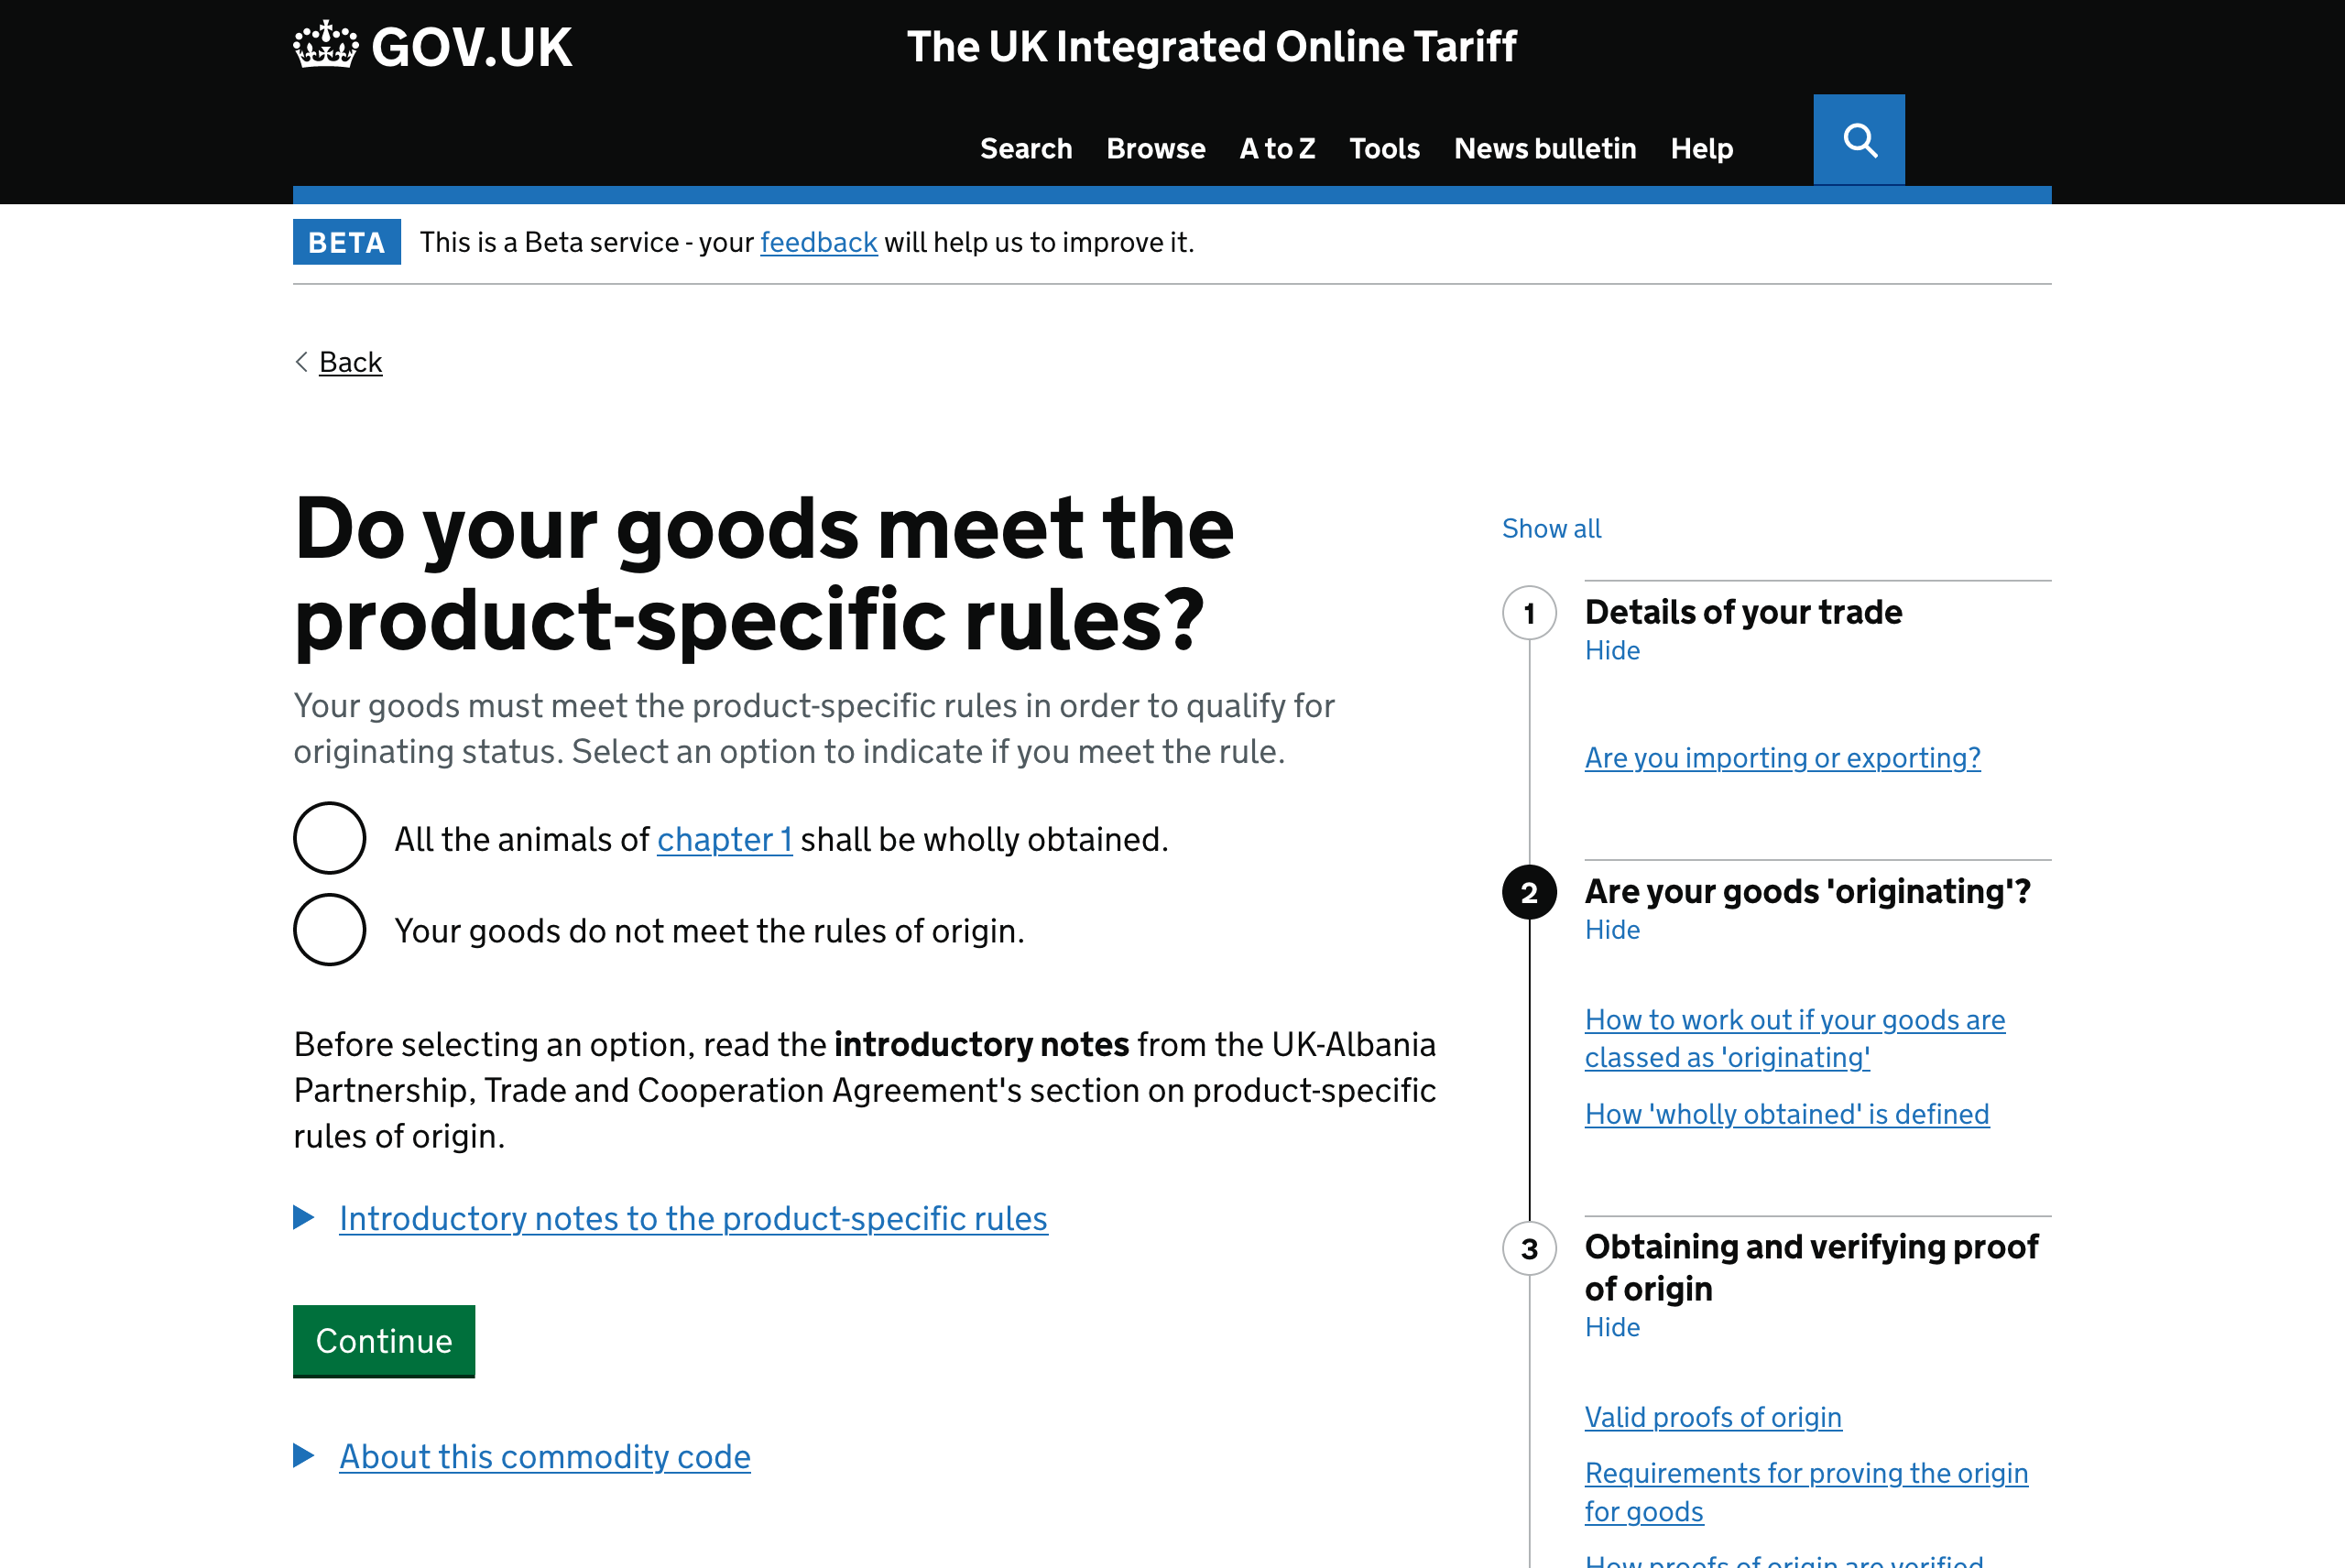 GOV.UK
The UK Integrated Online Tariff
Search Browse A to Z Tools News bulletin Help
BETA This is a Beta service - your feedback will help us to improve it.
Back
Do your goods meet the
product-specific rules?
Your goods must meet the product-specific rules in order to qualify for
originating status. Select an option to indicate if you meet the rule.
All the animals of chapter 1 shall be wholly obtained.
Your goods do not meet the rules of origin.
Before selecting an option, read the introductory notes from the UK-Albania
Partnership, Trade and Cooperation Agreement's section on product-specific
rules of origin.
Introductory notes to the product-specific rules
Continue
About this commodity code
Show all
1 Details of your trade
Hide
Are you importing or exporting?
2 Are your goods 'originating'?
Hide
How to work out if your goods are
classed as 'originating'
How 'wholly obtained' is defined
3 Obtaining and verifying proof
of origin
Hide
Valid proofs of origin
Requirements for proving the origin
for goods
How proofs of origin are verified